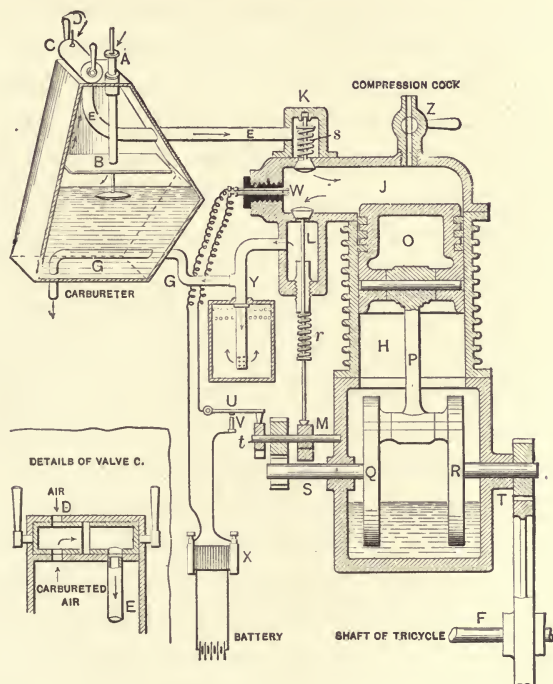 C
A
K
COMPRESSION COCK
Z
E
E
S
B
W
J
L
O
G
G
Y
CARBURETER
r
H
P
U
V
M
t
DETAILS OF VALVE C.
S
Q
R
T
AIR
D
X
CARBURETED
AIR
E
BATTERY
SHAFT OF TRICYCLE
F